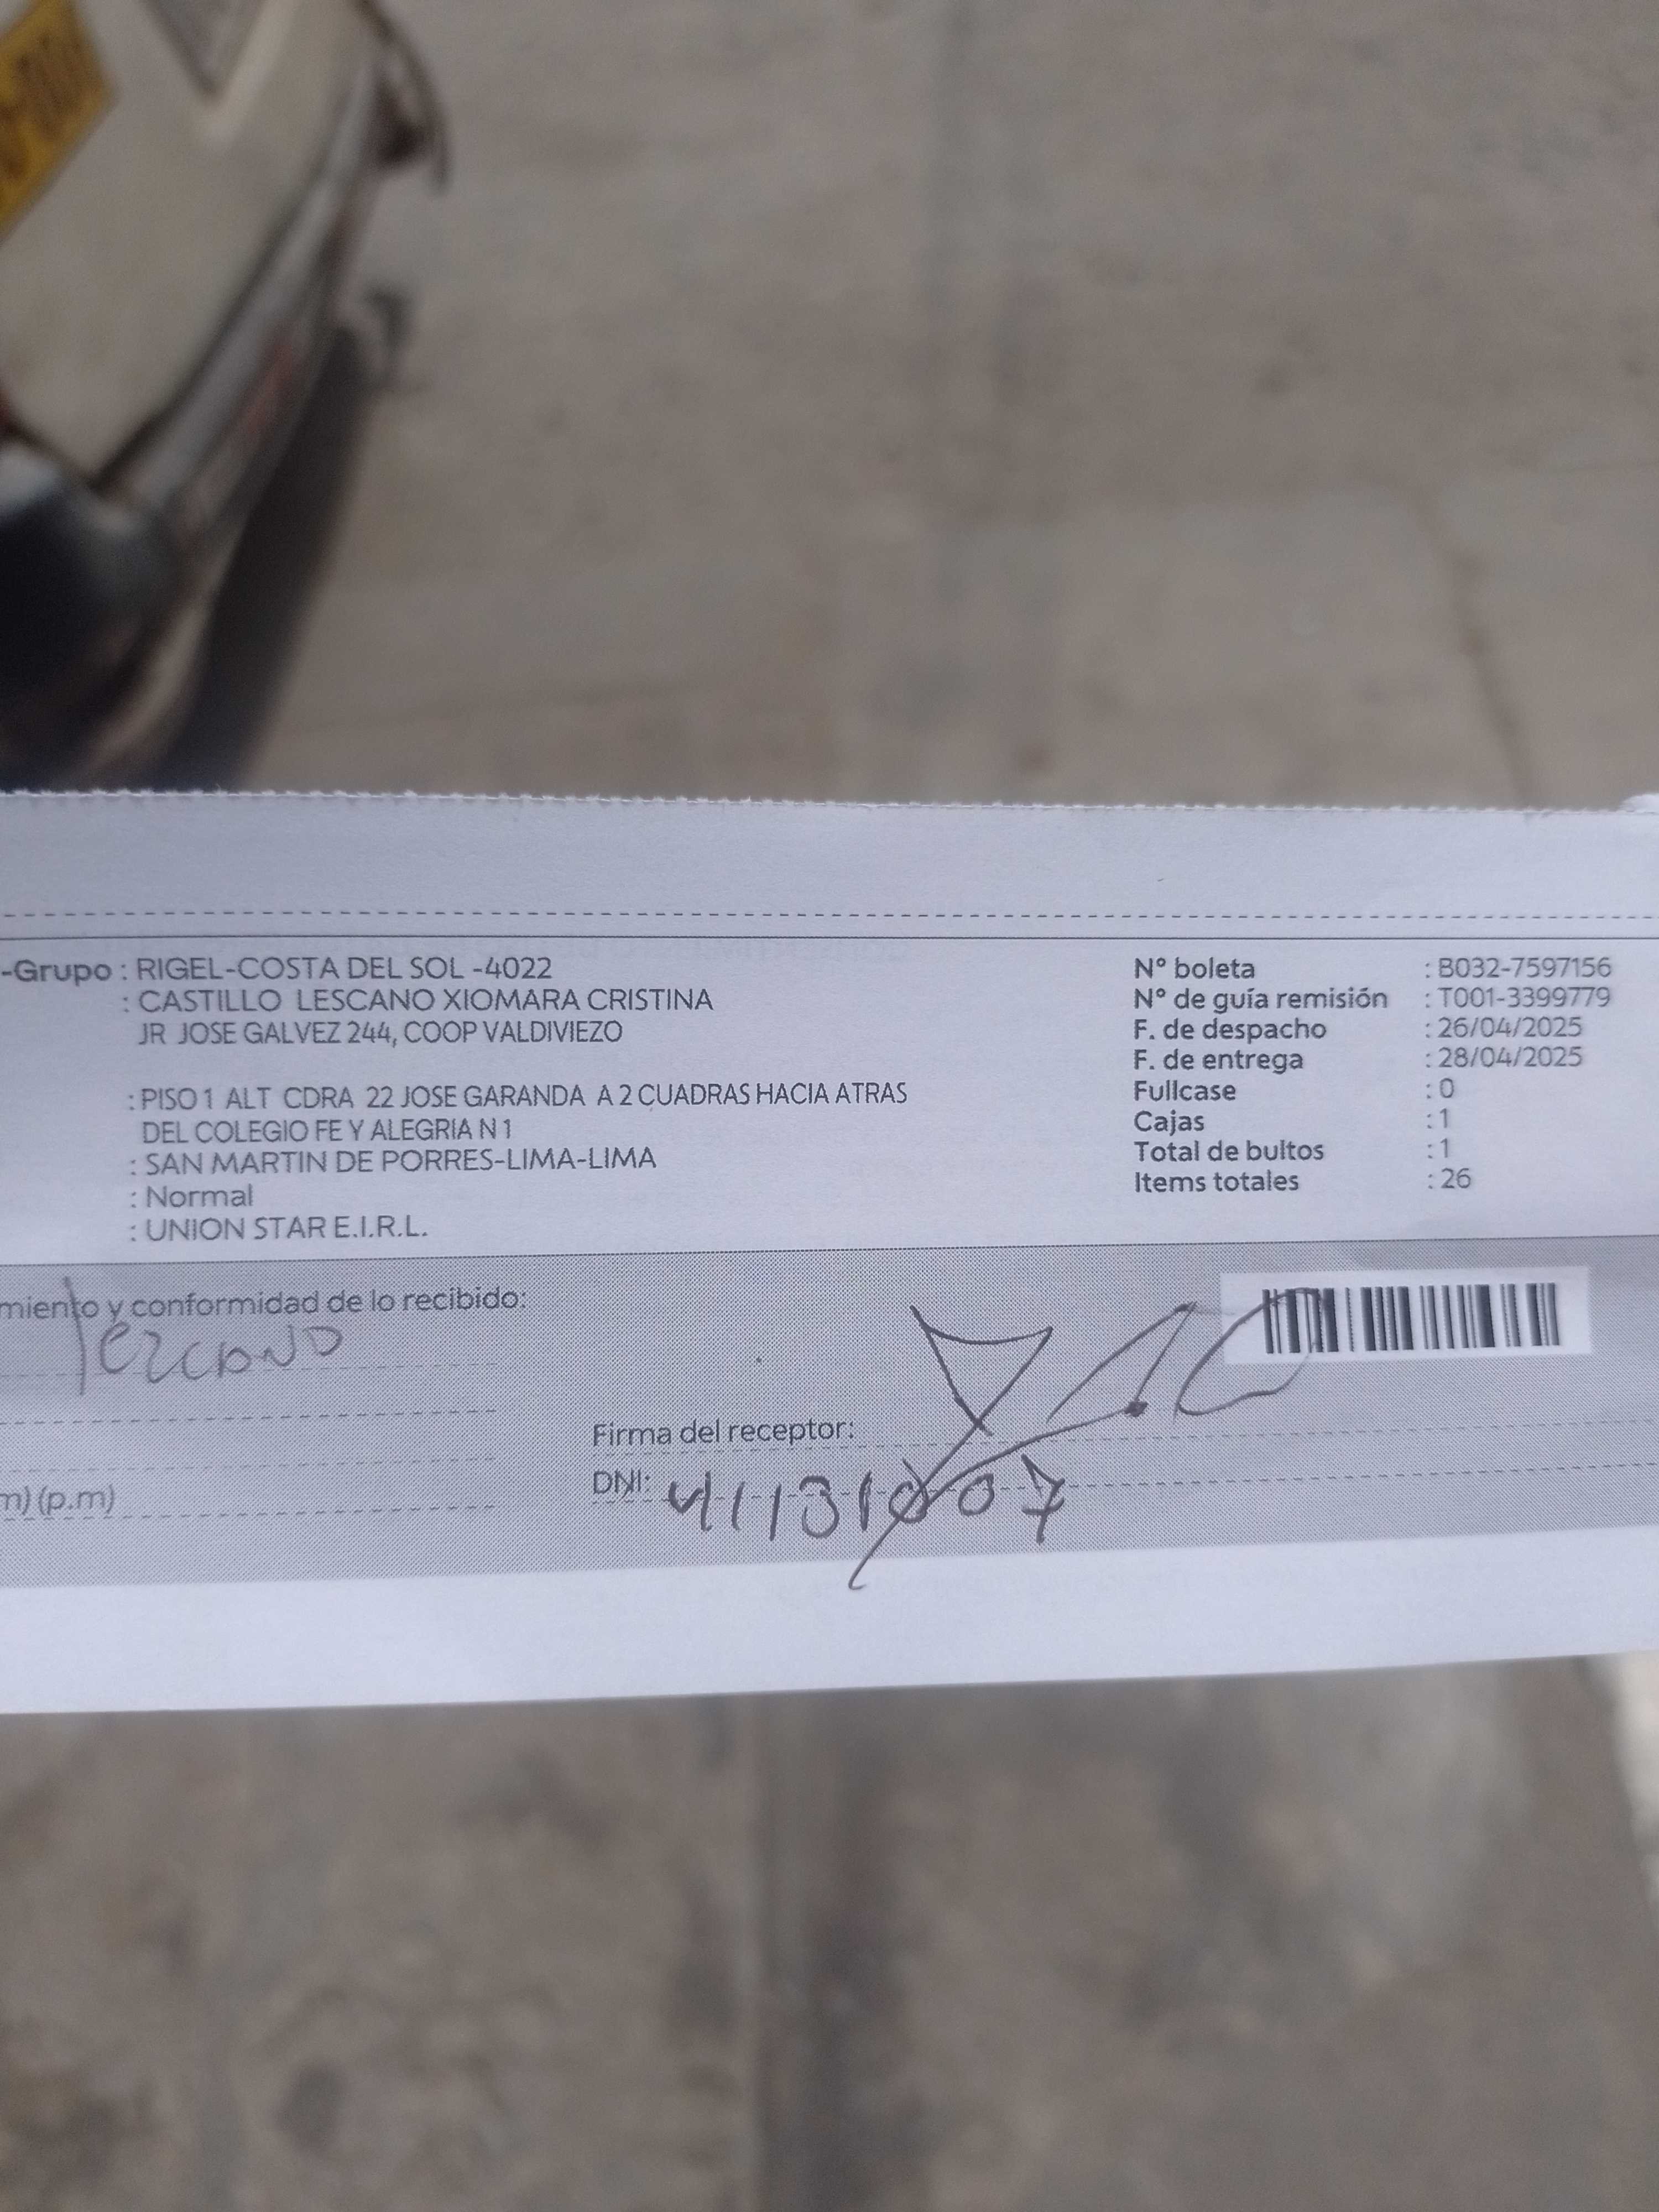 -Grupo : RIGEL-COSTA DEL SOL -4022
: CASTILLO LESCANO XIOMARA CRISTINA
JR JOSE GALVEZ 244, COOP VALDIVIEZO
: PISO 1 ALT CDRA 22 JOSE GARANDA A 2 CUADRAS HACIA ATRAS
DEL COLEGIO FE Y ALEGRIA N 1
: SAN MARTIN DE PORRES-LIMA-LIMA
: Normal
: UNION STAR E.I.R.L.
N° boleta : B032-7597156
N° de guía remisión : T001-3399779
F. de despacho : 26/04/2025
F. de entrega : 28/04/2025
Fullcase : 0
Cajas : 1
Total de bultos : 1
Items totales : 26
miento y conformidad de lo recibido:
lezcano
Firma del receptor:
DNI: 41131007
m) (p.m)